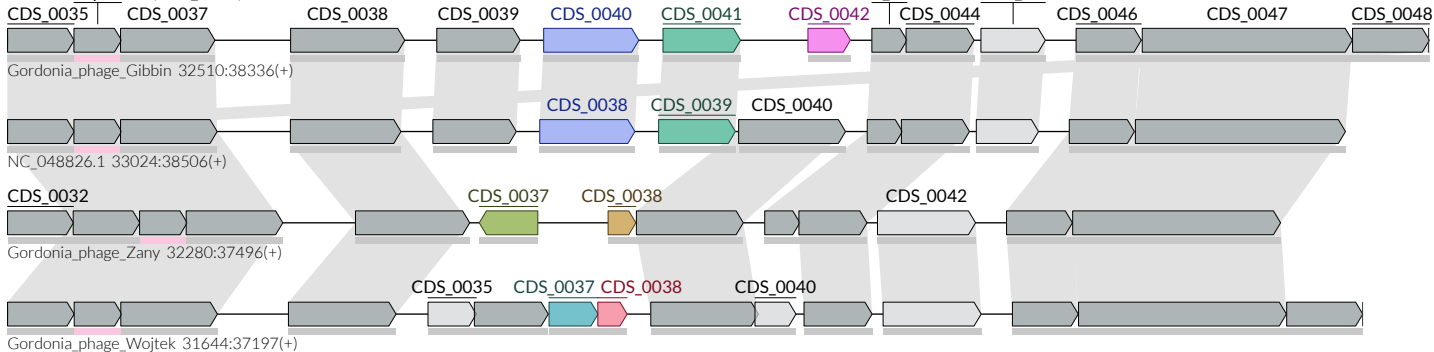 CDS_0035 CDS_0037 CDS_0038 CDS_0039 CDS_0040 CDS_0041 CDS_0042 CDS_0044 CDS_0046 CDS_0047 CDS_0048
Gordonia_phage_Gibbin 32510:38336(+)
CDS_0038 CDS_0039 CDS_0040
NC_048826.1 33024:38506(+)
CDS_0032 CDS_0037 CDS_0038 CDS_0042
Gordonia_phage_Zany 32280:37496(+)
CDS_0035 CDS_0037 CDS_0038 CDS_0040
Gordonia_phage_Wojtek 31644:37197(+)